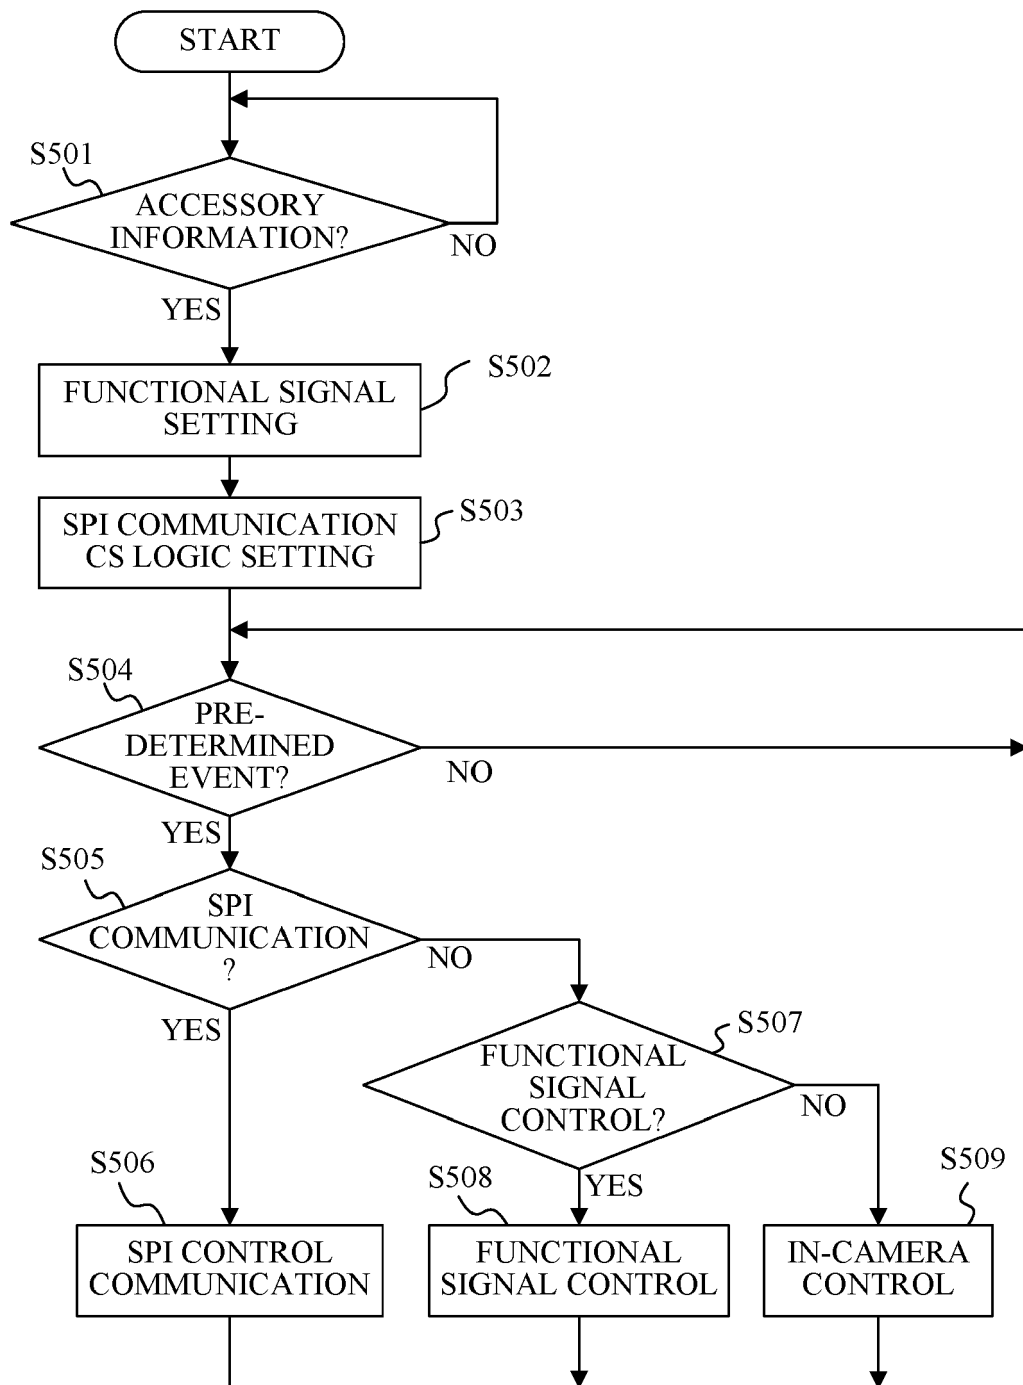 START
S501
ACCESSORY
INFORMATION?
NO
YES
S502
FUNCTIONAL SIGNAL
SETTING
S503
SPI COMMUNICATION
CS LOGIC SETTING
S504
PRE-
DETERMINED
EVENT?
NO
YES
S505
SPI
COMMUNICATION
?
NO
YES
S507
FUNCTIONAL
SIGNAL
CONTROL?
NO
YES
S506
SPI CONTROL
COMMUNICATION
S508
FUNCTIONAL
SIGNAL CONTROL
S509
IN-CAMERA
CONTROL